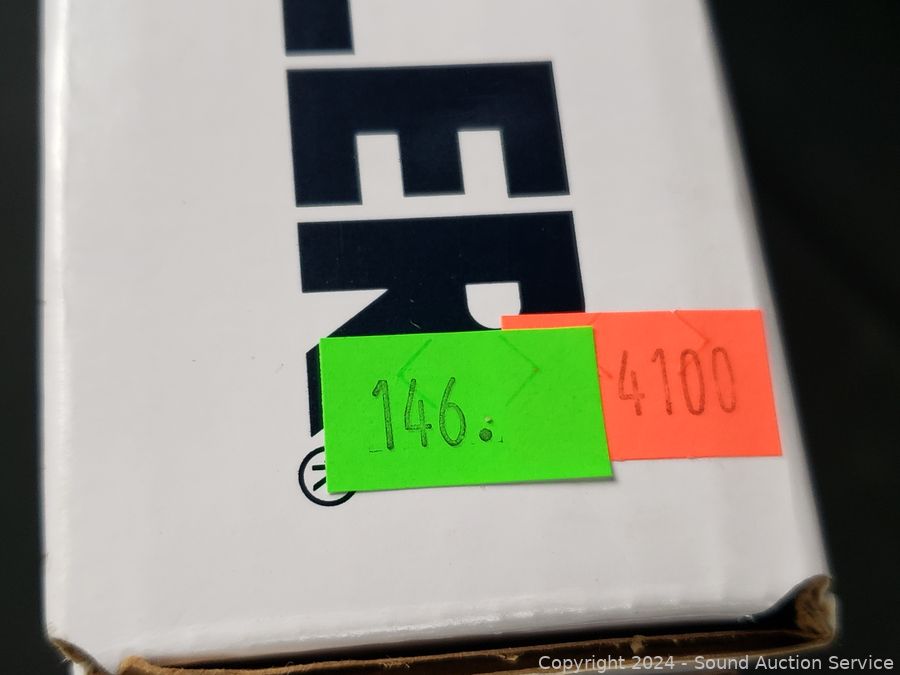 ER
®
146.
4100
Copyright 2024 - Sound Auction Service